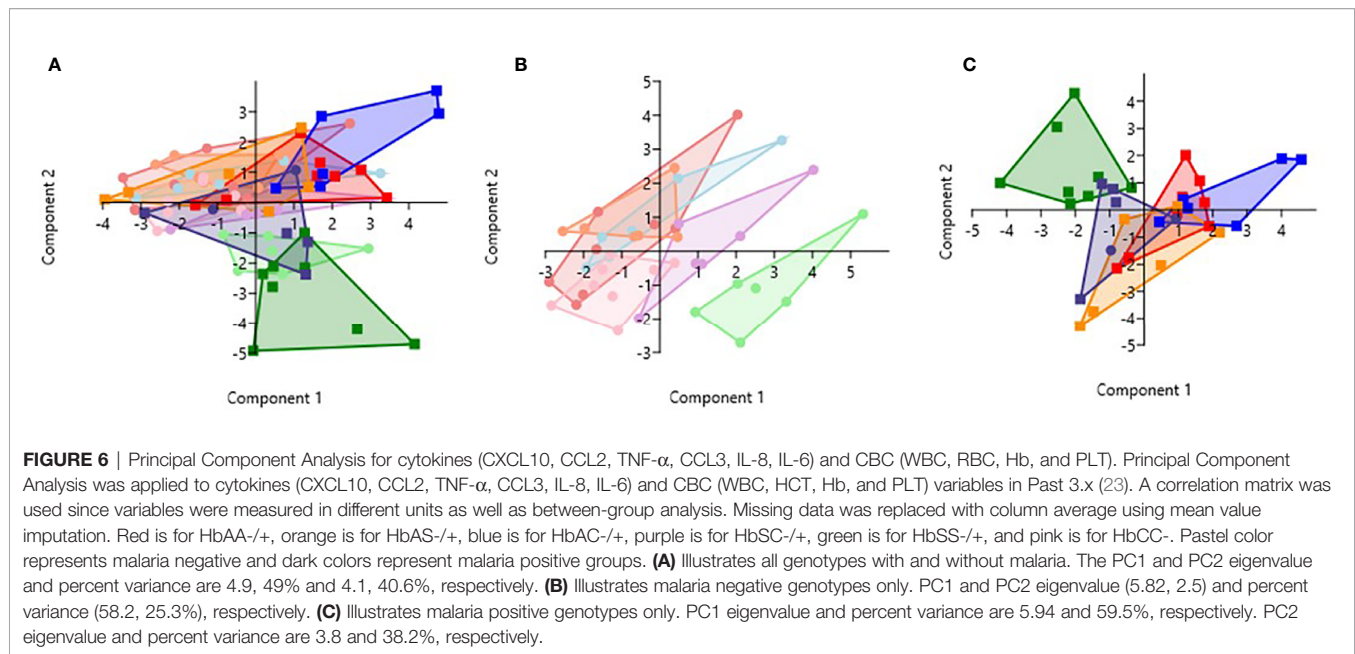 A
B
C
3
2
1
-4
-3
-2
-1
1
2
3
4
-1
-2
-3
-4
-5
Component 2
Component 1
5
4
3
2
1
-3
-2
-1
1
2
3
4
5
-1
-2
-3
Component 2
Component 1
4
3
2
1
-5
-4
-3
-2
-1
1
2
3
4
-1
-2
-3
-4
-5
Component 2
Component 1
FIGURE 6 | Principal Component Analysis for cytokines (CXCL10, CCL2, TNF-α, CCL3, IL-8, IL-6) and CBC (WBC, RBC, Hb, and PLT). Principal Component
Analysis was applied to cytokines (CXCL10, CCL2, TNF-α, CCL3, IL-8, IL-6) and CBC (WBC, HCT, Hb, and PLT) variables in Past 3.x (23). A correlation matrix was
used since variables were measured in different units as well as between-group analysis. Missing data was replaced with column average using mean value
imputation. Red is for HbAA-/+, orange is for HbAS-/+, blue is for HbAC-/+, purple is for HbSC-/+, green is for HbSS-/+, and pink is for HbCC-. Pastel color
represents malaria negative and dark colors represent malaria positive groups. (A) Illustrates all genotypes with and without malaria. The PC1 and PC2 eigenvalue
and percent variance are 4.9, 49% and 4.1, 40.6%, respectively. (B) Illustrates malaria negative genotypes only. PC1 and PC2 eigenvalue (5.82, 2.5) and percent
variance (58.2, 25.3%), respectively. (C) Illustrates malaria positive genotypes only. PC1 eigenvalue and percent variance are 5.94 and 59.5%, respectively. PC2
eigenvalue and percent variance are 3.8 and 38.2%, respectively.